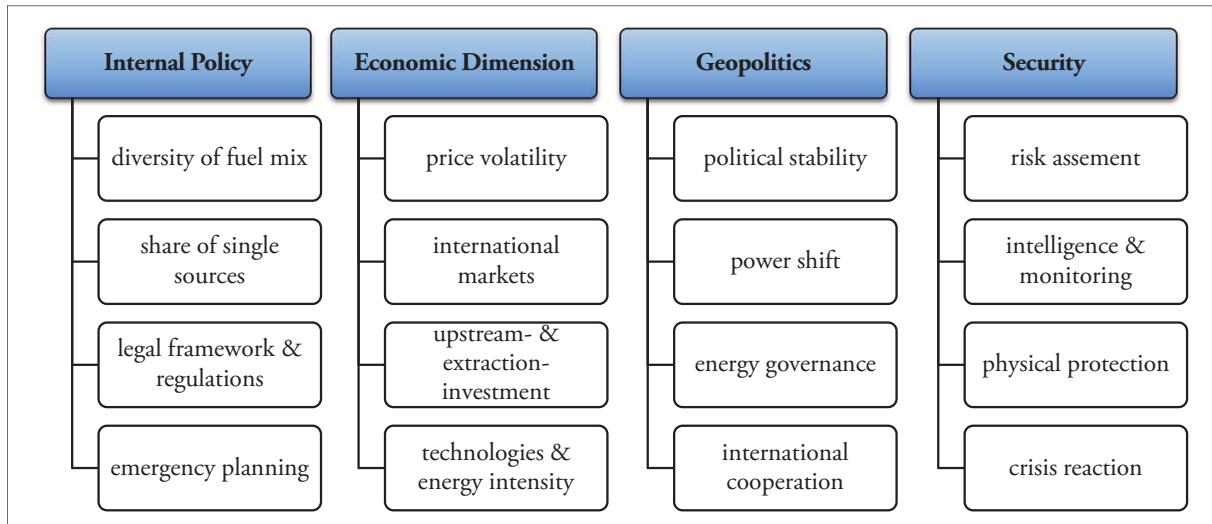 Internal Policy
diversity of fuel mix
share of single
sources
legal framework &
regulations
emergency planning
Economic Dimension
price volatility
international
markets
upstream- &
extraction-
investment
technologies &
energy intensity
Geopolitics
political stability
power shift
energy governance
international
cooperation
Security
risk assement
intelligence &
monitoring
physical protection
crisis reaction